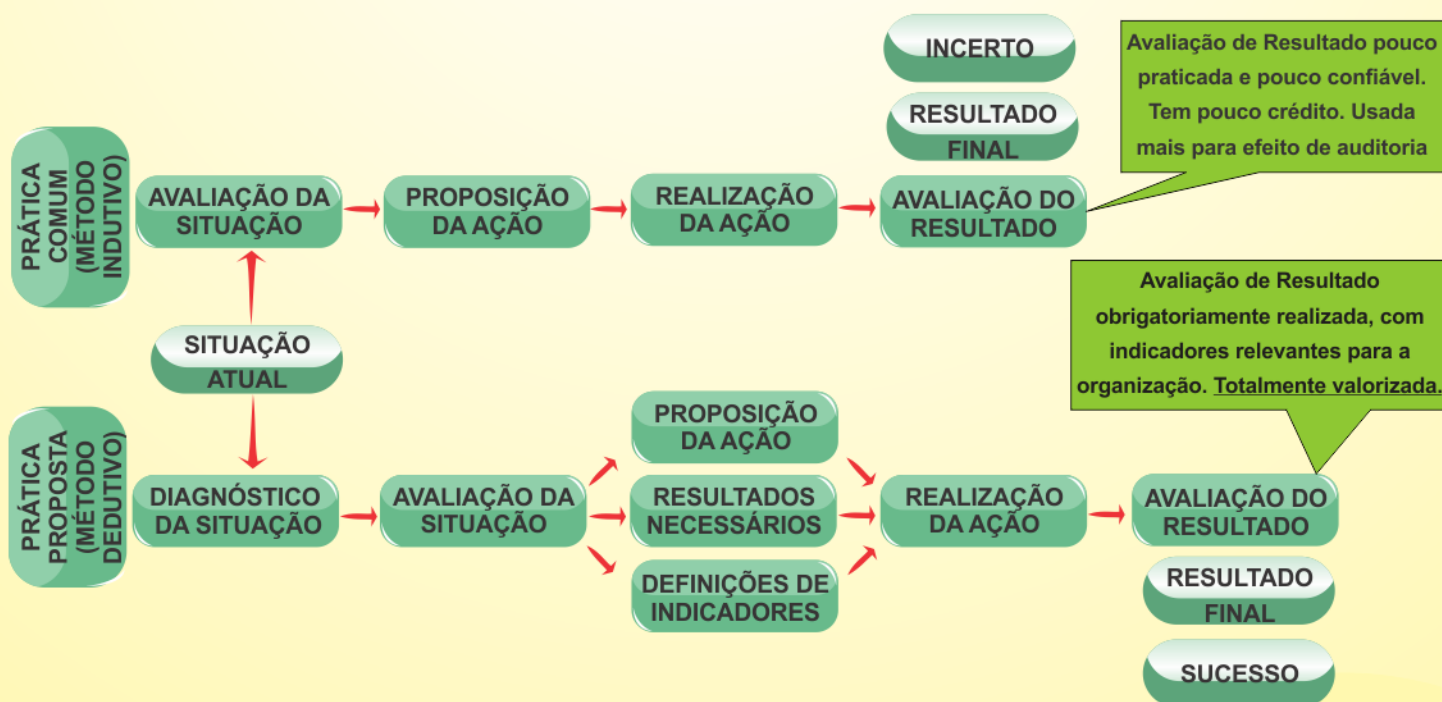 PRÁTICA
COMUM
(MÉTODO
INDUTIVO)
AVALIAÇÃO DA
SITUAÇÃO
PROPOSIÇÃO
DA AÇÃO
REALIZAÇÃO
DA AÇÃO
INCERTO
RESULTADO
FINAL
AVALIAÇÃO DO
RESULTADO
Avaliação de Resultado pouco
praticada e pouco confiável.
Tem pouco crédito. Usada
mais para efeito de auditoria
SITUAÇÃO
ATUAL
PRÁTICA
PROPOSTA
(MÉTODO
DEDUTIVO)
DIAGNÓSTICO
DA SITUAÇÃO
AVALIAÇÃO DA
SITUAÇÃO
PROPOSIÇÃO
DA AÇÃO
RESULTADOS
NECESSÁRIOS
DEFINIÇÕES DE
INDICADORES
REALIZAÇÃO
DA AÇÃO
Avaliação de Resultado
obrigatoriamente realizada, com
indicadores relevantes para a
organização. Totalmente valorizada.
AVALIAÇÃO DO
RESULTADO
RESULTADO
FINAL
SUCESSO